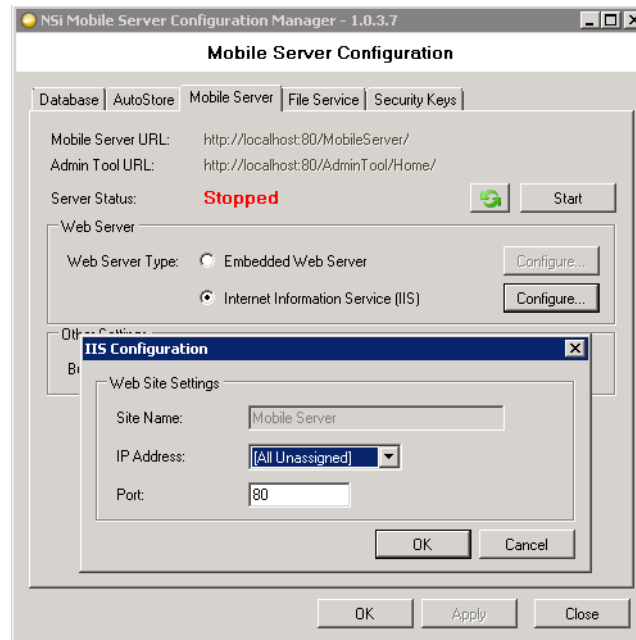 NSi Mobile Server Configuration Manager - 1.0.3.7
Mobile Server Configuration
Database AutoStore Mobile Server File Service Security Keys
Mobile Server URL: http://localhost:80/MobileServer/
Admin Tool URL: http://localhost:80/AdminTool/Home/
Server Status: Stopped Start
Web Server
Web Server Type: Embedded Web Server Configure...
Internet Information Service (IIS) Configure...
IIS Configuration
Web Site Settings
Site Name: Mobile Server
IP Address: [All Unassigned]
Port: 80
OK Cancel
OK Apply Close